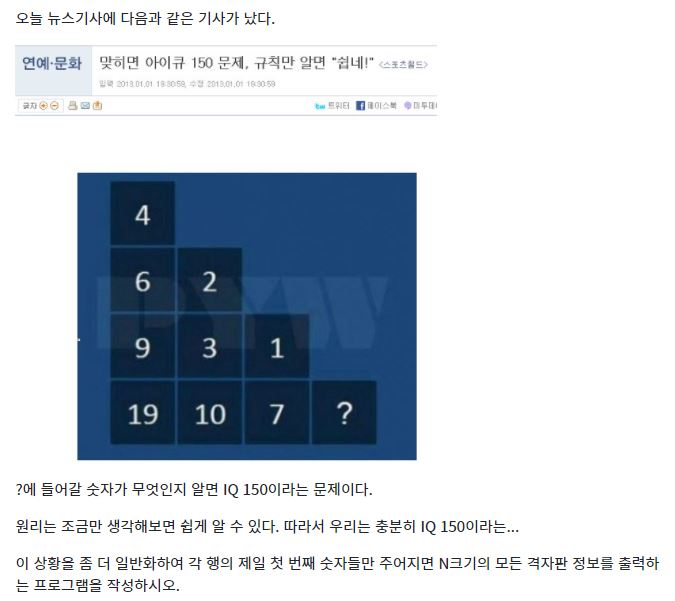 오늘 뉴스기사에 다음과 같은 기사가 났다.
연예·문화 맞히면 아이큐 150 문제, 규칙만 알면 "쉽네!" <스포츠월드>
입력 2013.01.01 19:30:59, 수정 2013.01.01 19:30:59
글자 트위터 페이스북 미투데
4
6 2
9 3 1
19 10 7 ?
PYW
?에 들어갈 숫자가 무엇인지 알면 IQ 150이라는 문제이다.
원리는 조금만 생각해보면 쉽게 알 수 있다. 따라서 우리는 충분히 IQ 150이라는...
이 상황을 좀 더 일반화하여 각 행의 제일 첫 번째 숫자들만 주어지면 N크기의 모든 격자판 정보를 출력하
는 프로그램을 작성하시오.